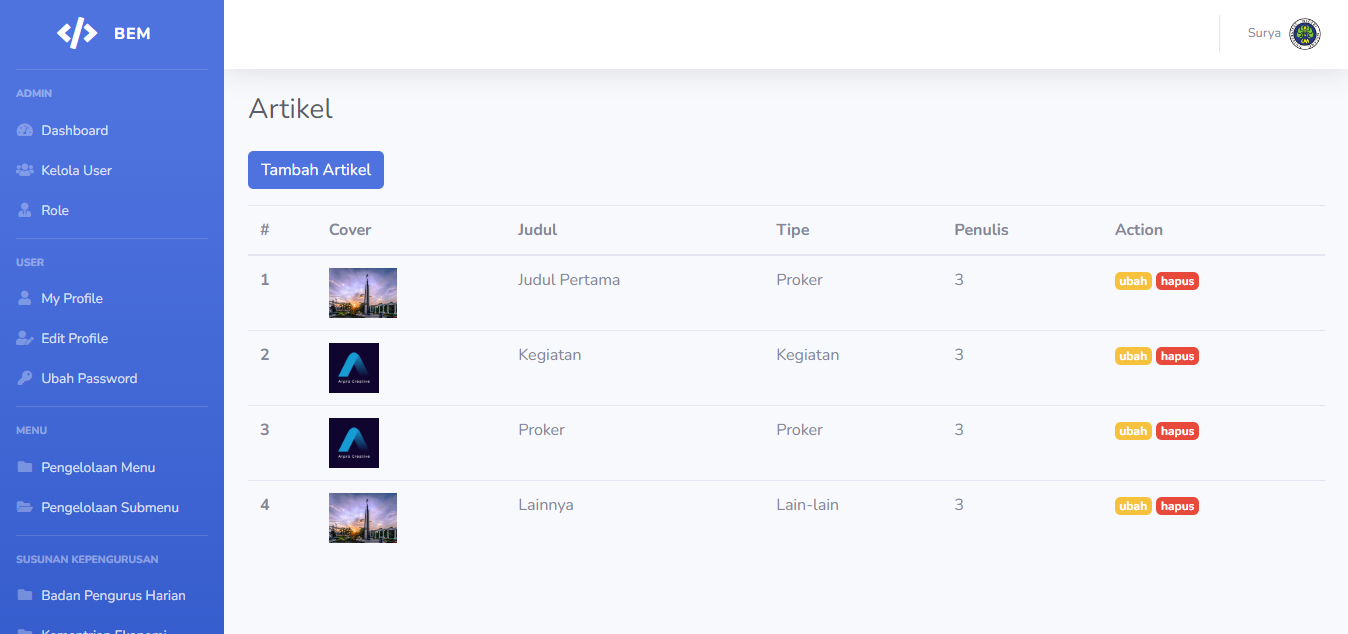 BEM
Surya
ADMIN
Dashboard
Kelola User
Role
USER
My Profile
Edit Profile
Ubah Password
MENU
Pengelolaan Menu
Pengelolaan Submenu
SUSUNAN KEPENGURUSAN
Badan Pengurus Harian
Kementrian Ekonomi
Artikel
Tambah Artikel
# Cover Judul Tipe Penulis Action
1 Judul Pertama Proker 3 ubah hapus
2 Arpra Creative Kegiatan Kegiatan 3 ubah hapus
3 Arpra Creative Proker Proker 3 ubah hapus
4 Lainnya Lain-lain 3 ubah hapus